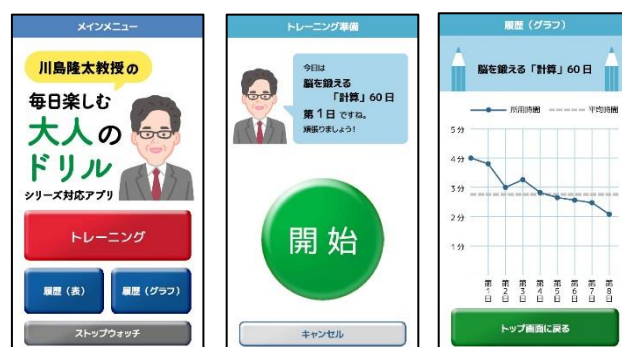 メインメニュー
川島隆太教授の
毎日楽しむ
大人の
ドリル
シリーズ対応アプリ
トレーニング
履歴（表）
履歴（グラフ）
ストップウォッチ
トレーニング準備
今日は
脳を鍛える
「計算」60日
第1日ですね。
頑張りましょう！
開始
キャンセル
履歴（グラフ）
脳を鍛える「計算」60日
所用時間
平均時間
5分
4分
3分
2分
1分
第1日
第2日
第3日
第4日
第5日
第6日
第7日
第8日
トップ画面に戻る